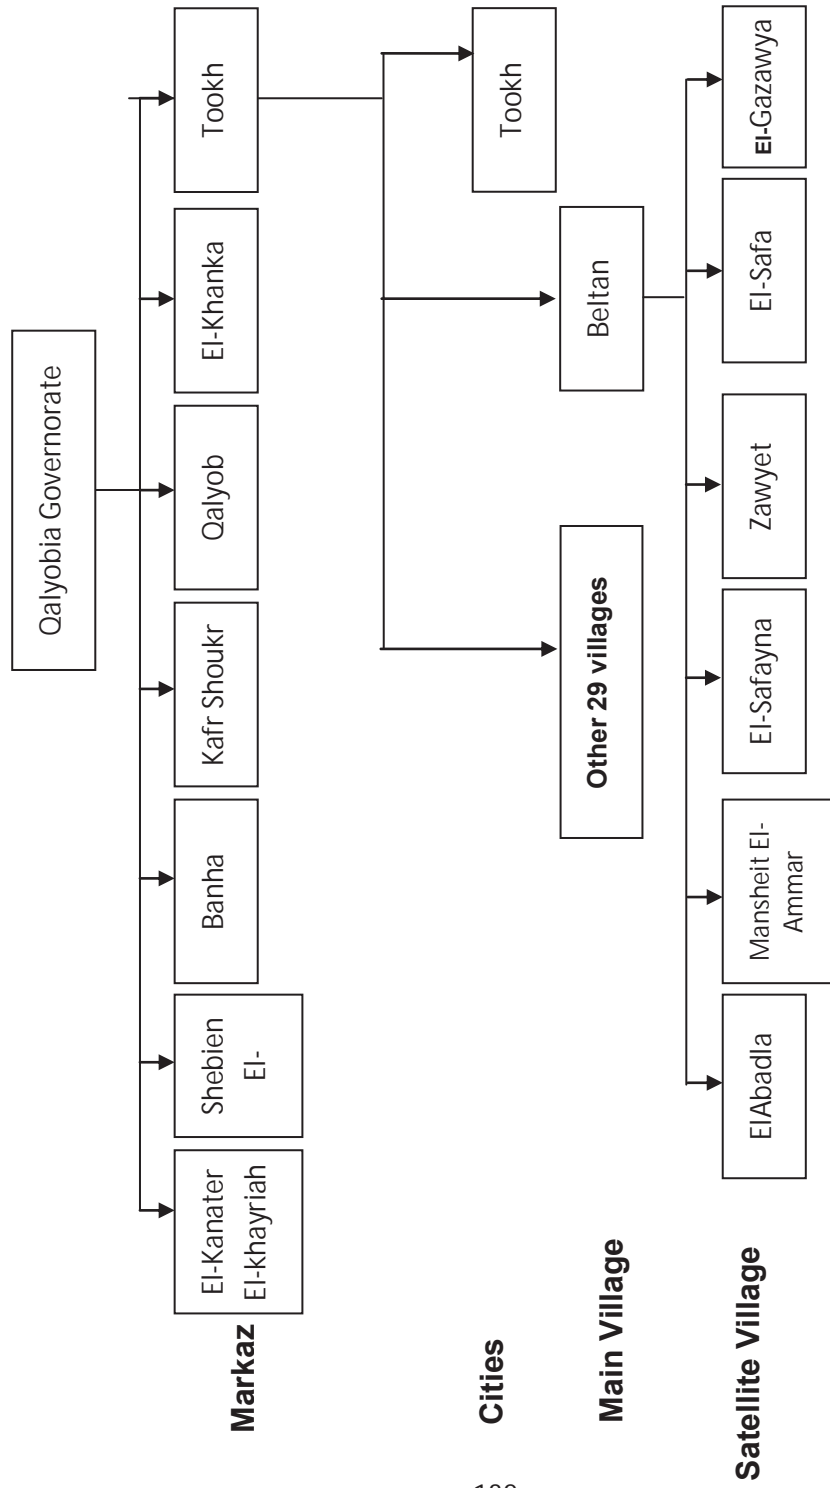 Qalyobia Governorate
Markaz
El-Kanater
El-khayriah
Shebien
El-
Banha
Kafr Shoukr
Qalyob
El-Khanka
Tookh
Cities
Tookh
Main Village
Other 29 villages
Beltan
Satellite Village
ElAbadla
Mansheit El-
Ammar
El-Safayna
Zawyet
El-Safa
El-Gazawya